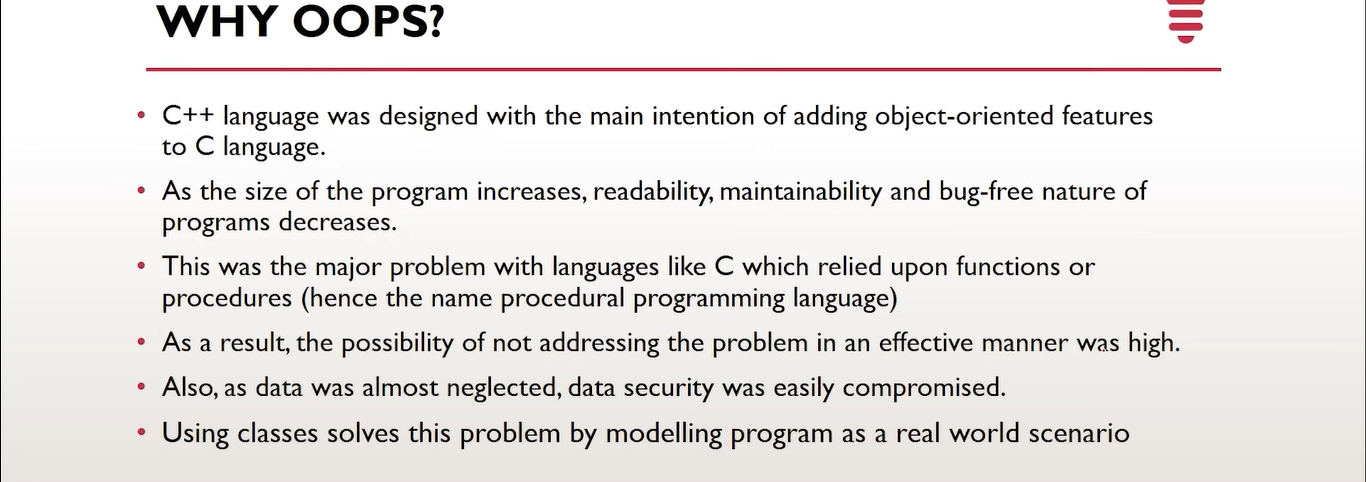 WHY OOPS?
• C++ language was designed with the main intention of adding object-oriented features
to C language.
• As the size of the program increases, readability, maintainability and bug-free nature of
programs decreases.
• This was the major problem with languages like C which relied upon functions or
procedures (hence the name procedural programming language)
• As a result, the possibility of not addressing the problem in an effective manner was high.
• Also, as data was almost neglected, data security was easily compromised.
• Using classes solves this problem by modelling program as a real world scenario